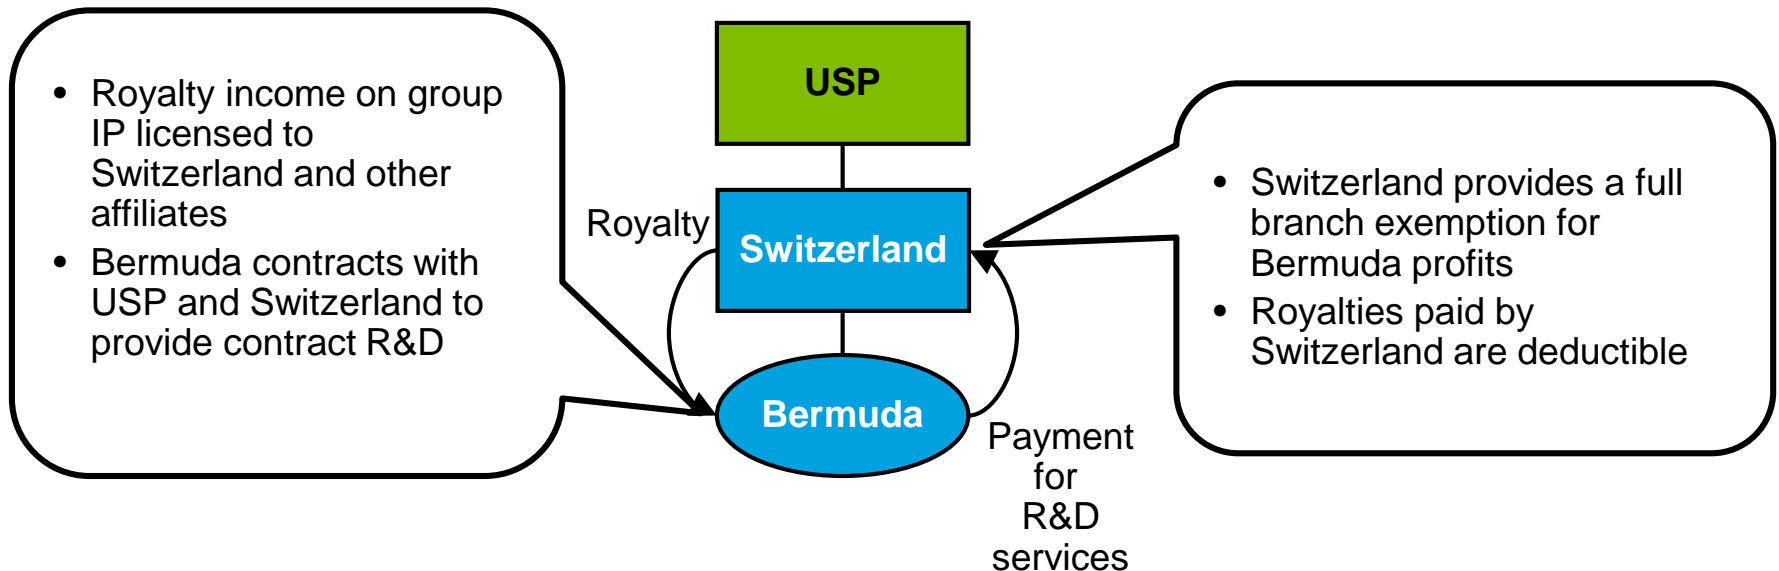 • Royalty income on group
IP licensed to
Switzerland and other
affiliates
• Bermuda contracts with
USP and Switzerland to
provide contract R&D
USP
Royalty
Switzerland
Bermuda
Payment
for
R&D
services
• Switzerland provides a full
branch exemption for
Bermuda profits
• Royalties paid by
Switzerland are deductible